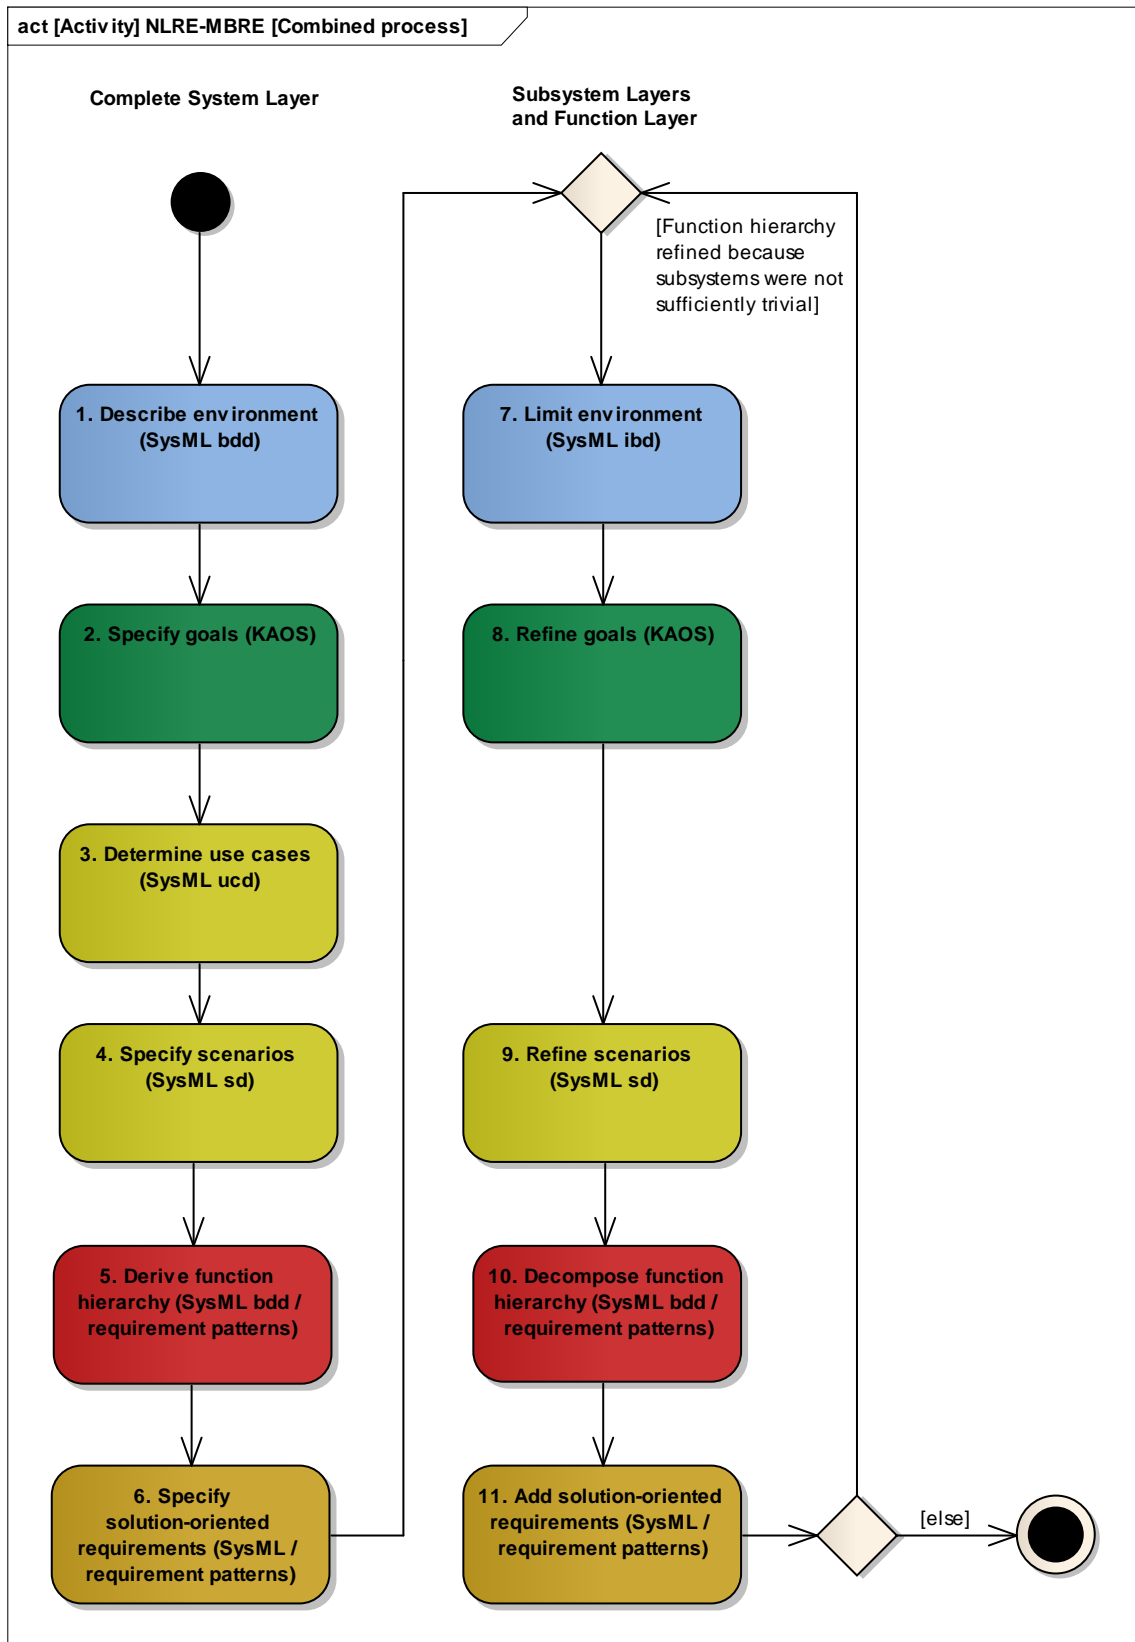 act [Activity] NLRE-MBRE [Combined process]
Complete System Layer
Subsystem Layers
and Function Layer
[Function hierarchy
refined because
subsystems were not
sufficiently trivial]
1. Describe environment
(SysML bdd)
7. Limit environment
(SysML ibd)
2. Specify goals (KAOS)
8. Refine goals (KAOS)
3. Determine use cases
(SysML ucd)
4. Specify scenarios
(SysML sd)
9. Refine scenarios
(SysML sd)
5. Derive function
hierarchy (SysML bdd /
requirement patterns)
10. Decompose function
hierarchy (SysML bdd /
requirement patterns)
6. Specify
solution-oriented
requirements (SysML /
requirement patterns)
11. Add solution-oriented
requirements (SysML /
requirement patterns)
[else]